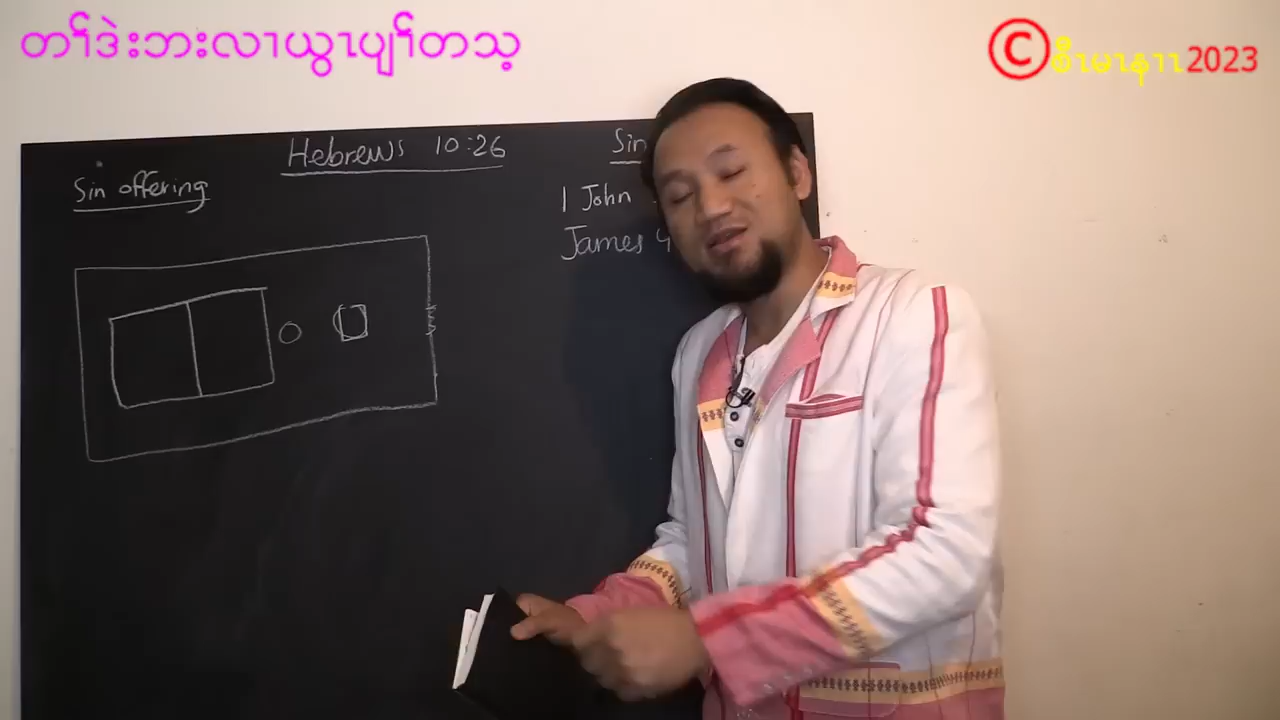 တၢ်ဒဲးဘးလၢယွၤပျၢ်တသ့
©စီၤမၤနၢၤ2023
Hebrews 10:26
Sin offering
Sin
1 John
James 4